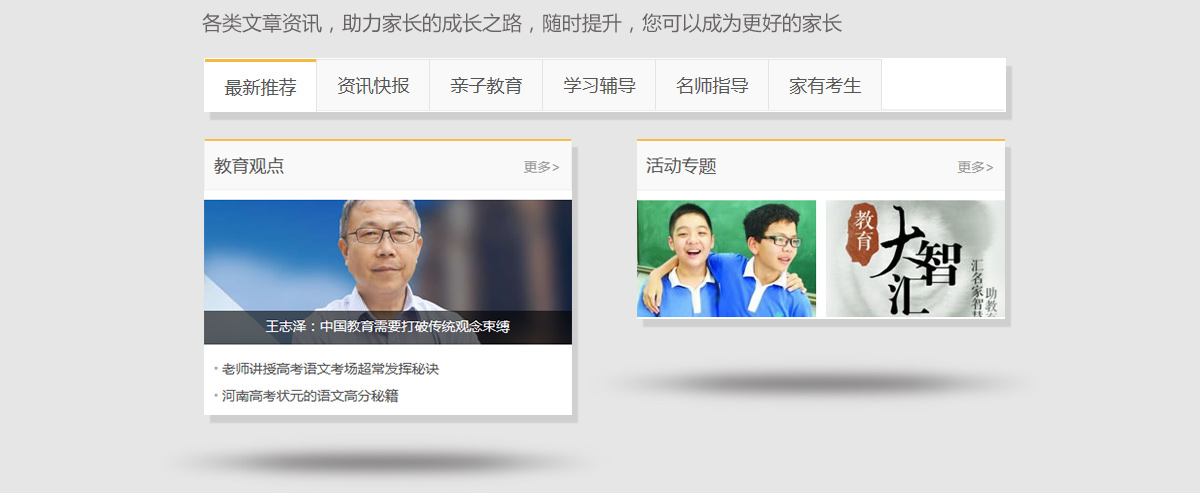 各类文章资讯，助力家长的成长之路，随时提升，您可以成为更好的家长
最新推荐 资讯快报 亲子教育 学习辅导 名师指导 家有考生
教育观点 更多>
王志泽：中国教育需要打破传统观念束缚
• 老师讲授高考语文考场超常发挥秘诀
• 河南高考状元的语文高分秘籍
活动专题 更多>
教育
大智汇
汇名家智慧
助教育